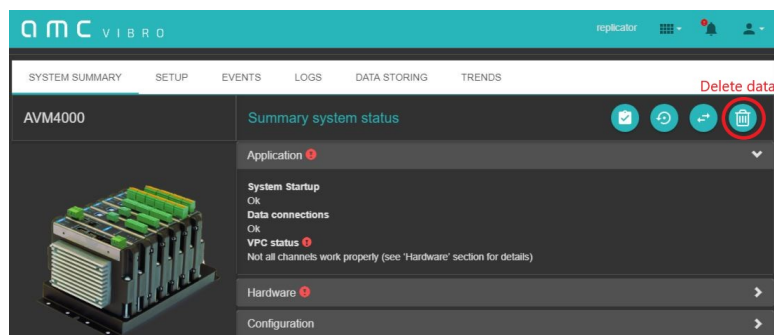 amc VIBRO
replicator
SYSTEM SUMMARY SETUP EVENTS LOGS DATA STORING TRENDS
Delete data
AVM4000
Summary system status
Application
System Startup
Ok
Data connections
Ok
VPC status
Not all channels work properly (see 'Hardware' section for details)
Hardware
Configuration